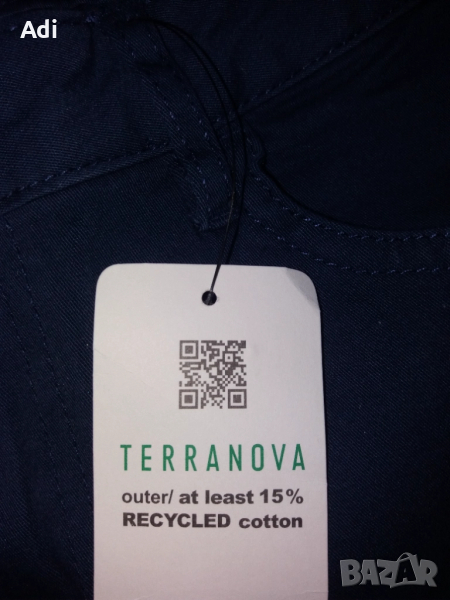 Adi
TERRANOVA
outer/ at least 15%
RECYCLED cotton
BAZAR